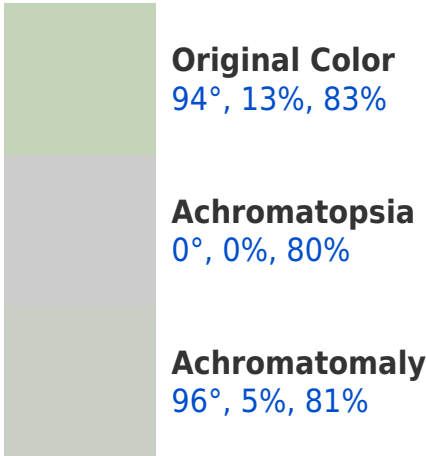 Original Color
94°, 13%, 83%
Achromatopsia
0°, 0%, 80%
Achromatomaly
96°, 5%, 81%